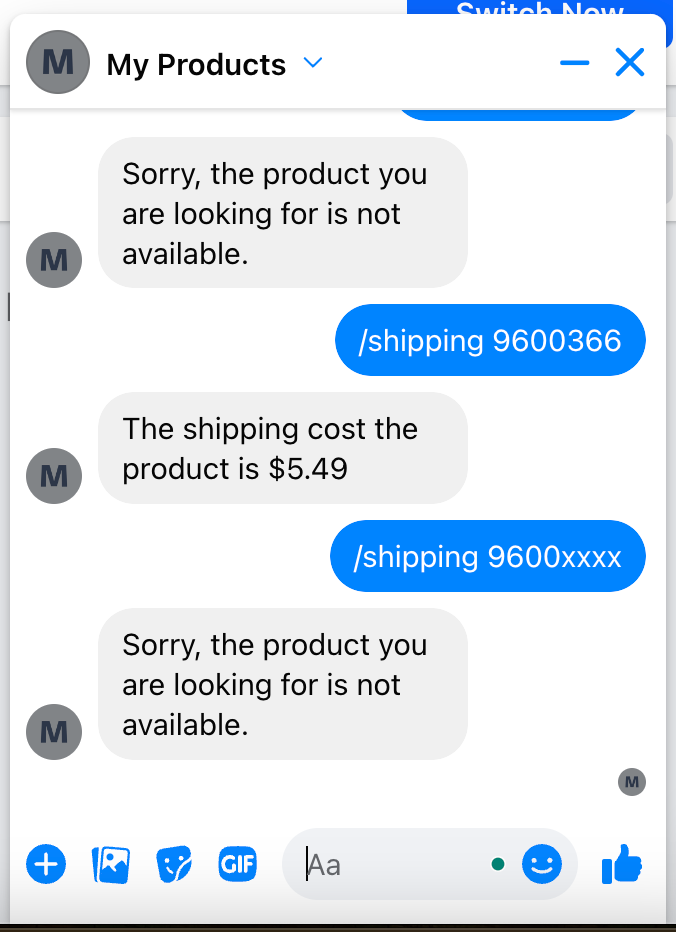 Switch Now
M My Products
Sorry, the product you
are looking for is not
available.
M
/shipping 9600366
The shipping cost the
product is $5.49
M
/shipping 9600xxxx
Sorry, the product you
are looking for is not
available.
M
M
GIF Aa